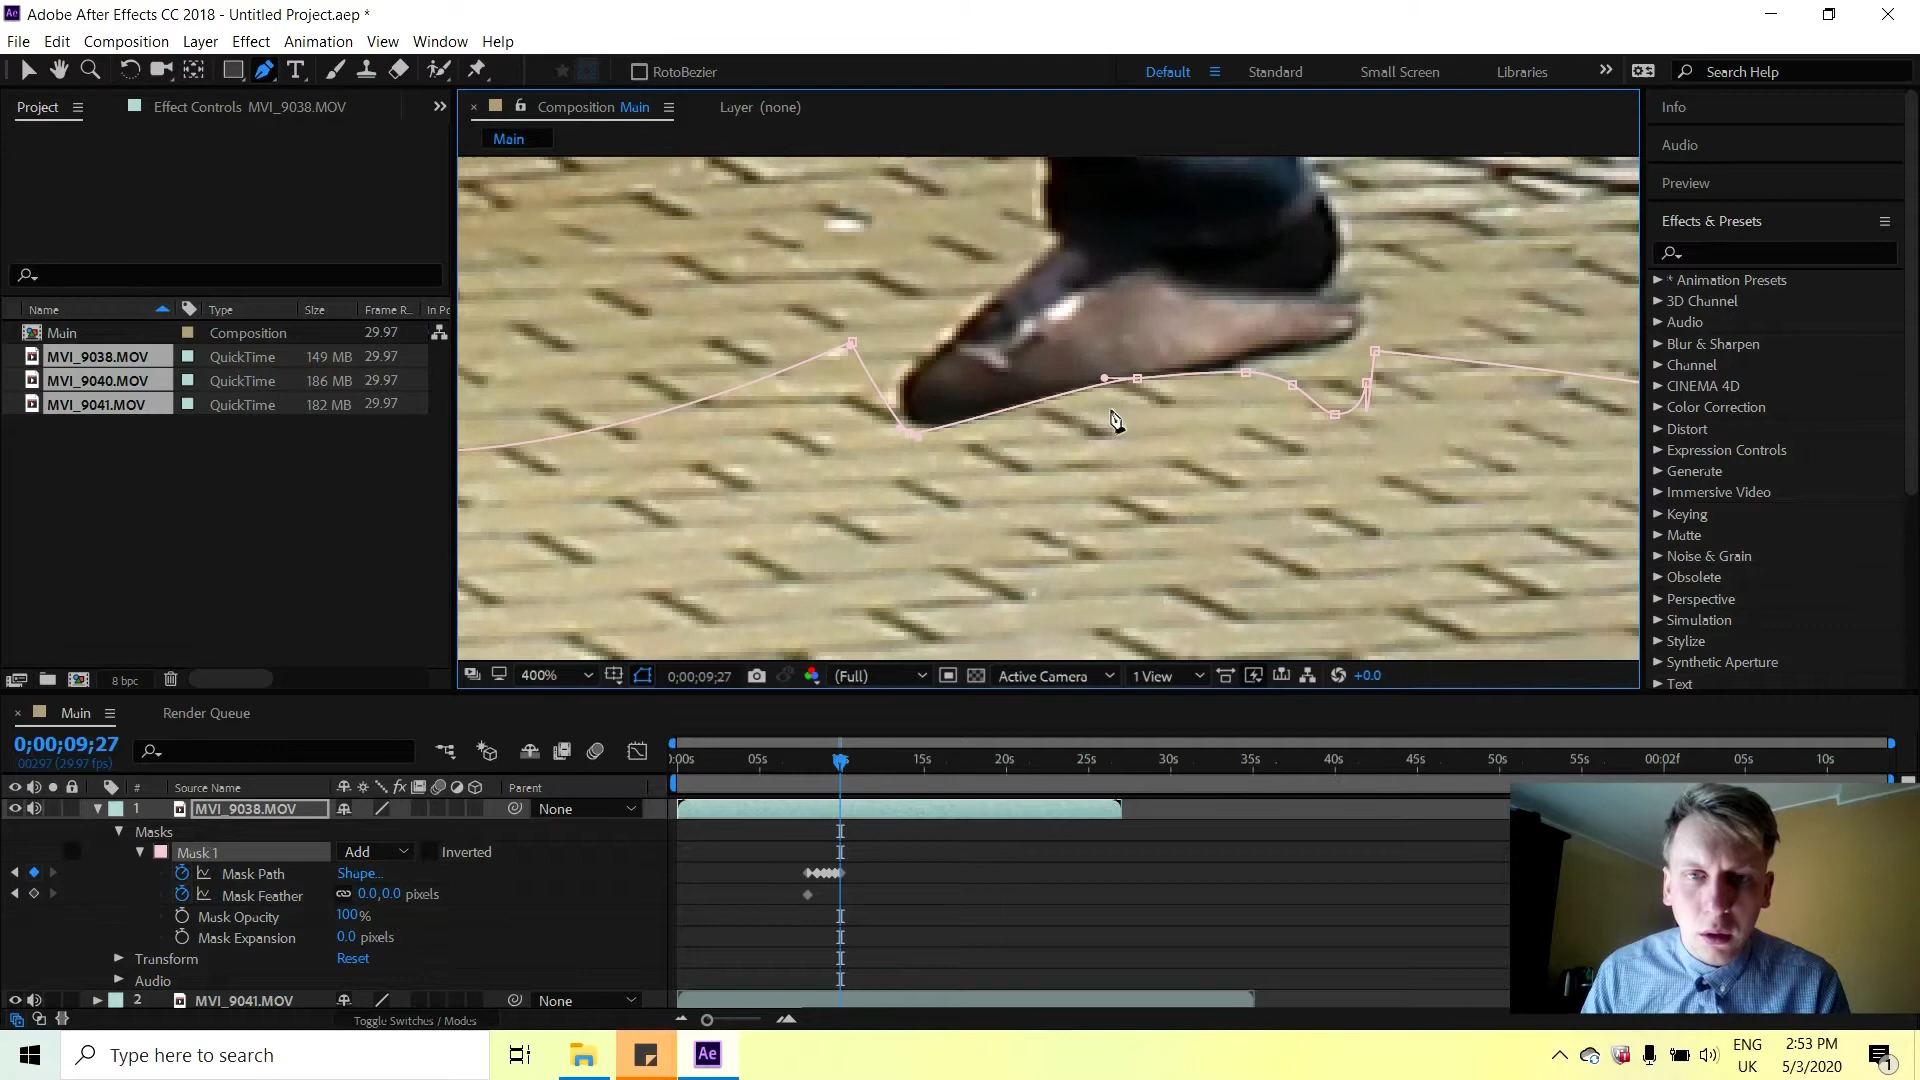 Adobe After Effects CC 2018 - Untitled Project.aep *
File Edit Composition Layer Effect Animation View Window Help
RotoBezier
Default Standard Small Screen Libraries Search Help
Project Effect Controls MVI_9038.MOV
Composition Main Layer (none)
Main
Name Type Size Frame R... In Po
Main Composition 29.97
MVI_9038.MOV QuickTime 149 MB 29.97
MVI_9040.MOV QuickTime 186 MB 29.97
MVI_9041.MOV QuickTime 182 MB 29.97
8 bpc
400% 0;00;09;27 (Full) Active Camera 1 View +0.0
Info
Audio
Preview
Effects & Presets
* Animation Presets
3D Channel
Audio
Blur & Sharpen
Channel
CINEMA 4D
Color Correction
Distort
Expression Controls
Generate
Immersive Video
Keying
Matte
Noise & Grain
Obsolete
Perspective
Simulation
Stylize
Synthetic Aperture
Text
Main Render Queue
0;00;09;27
00297 (29.97 fps)
:00s 05s 15s 20s 25s 30s 35s 40s 45s 50s 55s 00:02f 05s 10s
# Source Name fx Parent
1 MVI_9038.MOV None
Masks
Mask 1 Add Inverted
Mask Path Shape...
Mask Feather 0.0,0.0 pixels
Mask Opacity 100%
Mask Expansion 0.0 pixels
Transform Reset
Audio
2 MVI_9041.MOV None
Toggle Switches / Modes
Type here to search
Ae
ENG
UK
2:53 PM
5/3/2020
1